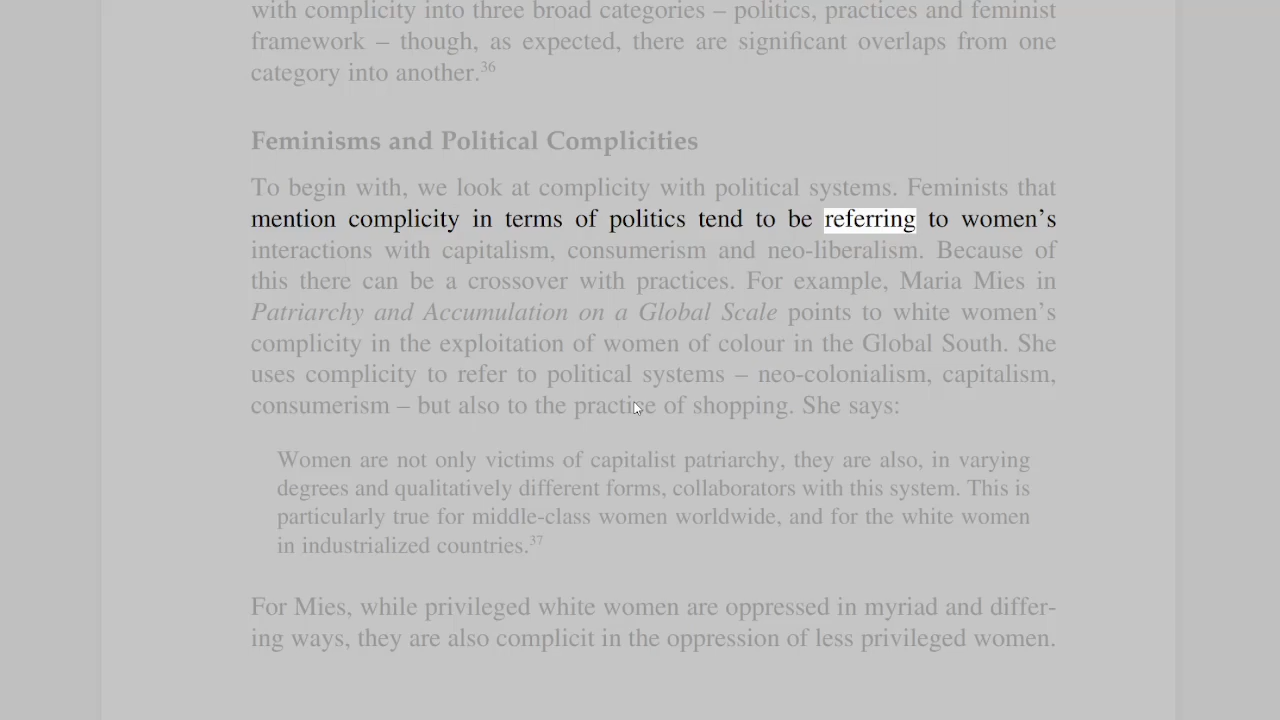 with complicity into three broad categories – politics, practices and feminist
framework – though, as expected, there are significant overlaps from one
category into another.36
Feminisms and Political Complicities
To begin with, we look at complicity with political systems. Feminists that
mention complicity in terms of politics tend to be referring to women’s
interactions with capitalism, consumerism and neo-liberalism. Because of
this there can be a crossover with practices. For example, Maria Mies in
Patriarchy and Accumulation on a Global Scale points to white women’s
complicity in the exploitation of women of colour in the Global South. She
uses complicity to refer to political systems – neo-colonialism, capitalism,
consumerism – but also to the practice of shopping. She says:
Women are not only victims of capitalist patriarchy, they are also, in varying
degrees and qualitatively different forms, collaborators with this system. This is
particularly true for middle-class women worldwide, and for the white women
in industrialized countries.37
For Mies, while privileged white women are oppressed in myriad and differ-
ing ways, they are also complicit in the oppression of less privileged women.